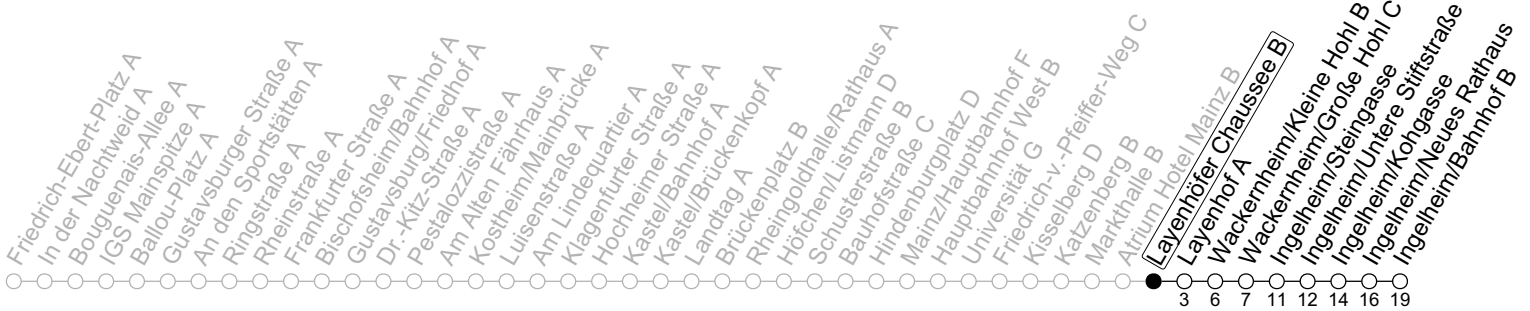 Friedrich-Ebert-Platz A
In der Nachtweid A
Bouguenais-Allee A
IGS Mainspitze A
Ballou-Platz A
Gustavsburger Straße A
An den Sportstätten A
Ringstraße A
Rheinstraße A
Frankfurter Straße A
Bischofsheim/Bahnhof A
Gustavsburg/Friedhof A
Dr.-Kitz-Straße A
Pestalozzistraße A
Am Alten Fährhaus A
Kostheim/Mainbrücke A
Luisenstraße A
Am Lindequartier A
Klagenfurter Straße A
Hochheimer Straße A
Kastel/Bahnhof A
Kastel/Brückenkopf A
Landtag A
Brückenplatz B
Rheingoldhalle/Rathaus A
Höfchen/Listmann D
Schusterstraße B
Bauhofstraße C
Hindenburgplatz D
Mainz/Hauptbahnhof F
Hauptbahnhof West B
Universität G
Friedrich-v.-Pfeiffer-Weg C
Kisselberg D
Katzenberg B
Markthalle B
Atrium Hotel Mainz B
Layenhöfer Chaussee B
Layenhof A
Wackernheim/Kleine Hohl B
Wackernheim/Große Hohl C
Ingelheim/Steingasse
Ingelheim/Untere Stiftstraße
Ingelheim/Kohgasse
Ingelheim/Neues Rathaus
Ingelheim/Bahnhof B
3 6 7 11 12 14 16 19